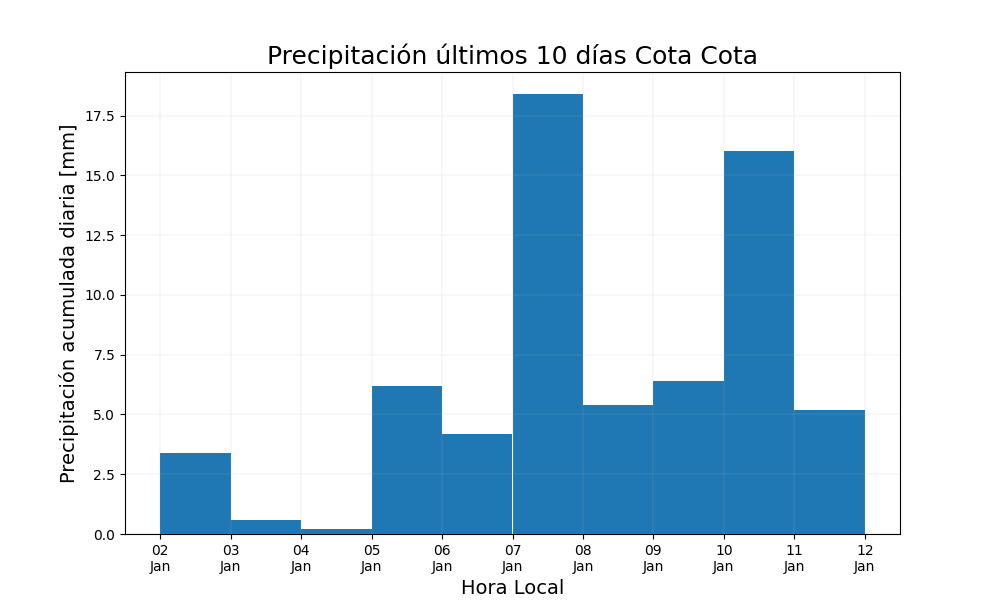 Precipitación últimos 10 días Cota Cota
Precipitación acumulada diaria [mm]
17.5
15.0
12.5
10.0
7.5
5.0
2.5
0.0
02 03 04 05 06 07 08 09 10 11 12
Jan Jan Jan Jan Jan Jan Jan Jan Jan Jan Jan
Hora Local